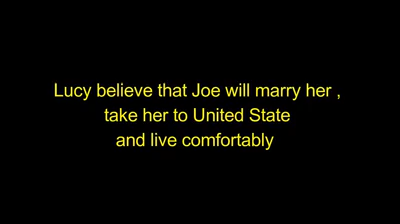 Lucy believe that Joe will marry her ,
take her to United State
and live comfortably